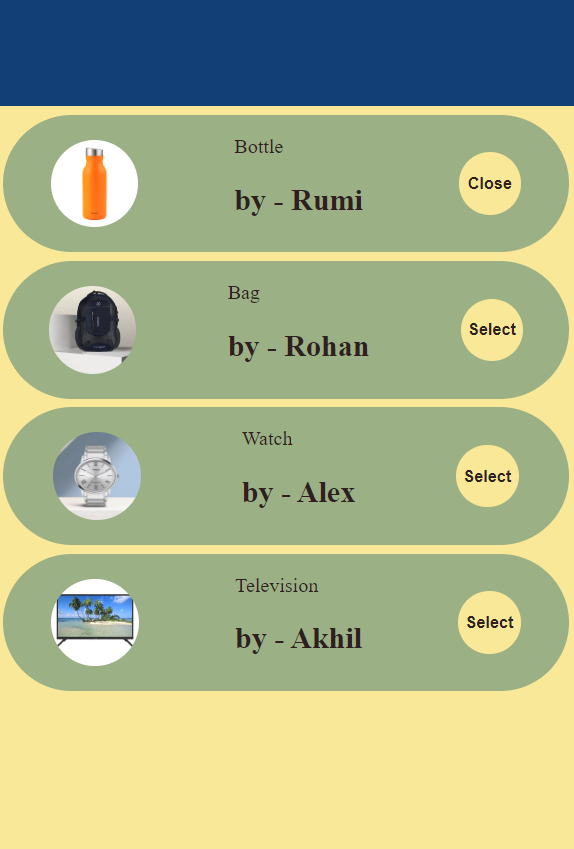 Bottle
by - Rumi
Close
Bag
by - Rohan
Select
Watch
by - Alex
Select
Television
by - Akhil
Select